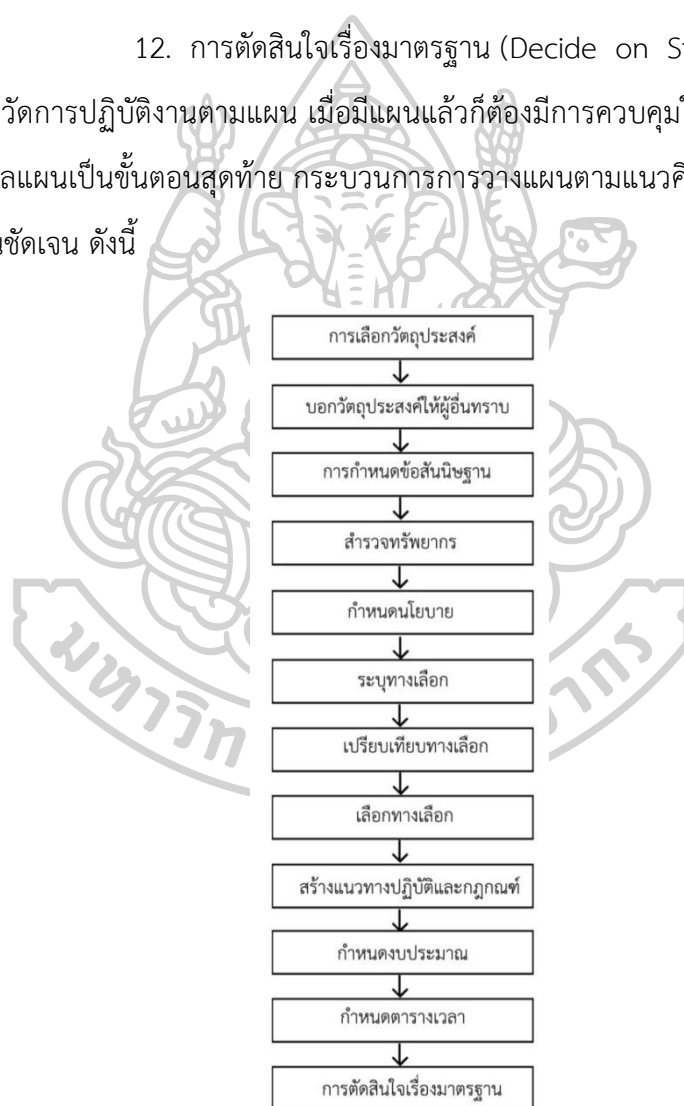 12. การตัดสินใจเรื่องมาตรฐาน (Decide on S
วัดการปฏิบัติงานตามแผน เมื่อมีแผนแล้วก็ต้องมีการควบคุม
ลแผนเป็นขั้นตอนสุดท้าย กระบวนการการวางแผนตามแนวคิ
นชัดเจน ดังนี้
การเลือกวัตถุประสงค์
บอกวัตถุประสงค์ให้ผู้อื่นทราบ
การกำหนดข้อสันนิษฐาน
สำรวจทรัพยากร
กำหนดนโยบาย
ระบุทางเลือก
เปรียบเทียบทางเลือก
เลือกทางเลือก
สร้างแนวทางปฏิบัติและกฎกณฑ์
กำหนดงบประมาณ
กำหนดตารางเวลา
การตัดสินใจเรื่องมาตรฐาน
มหาวิท
ากร